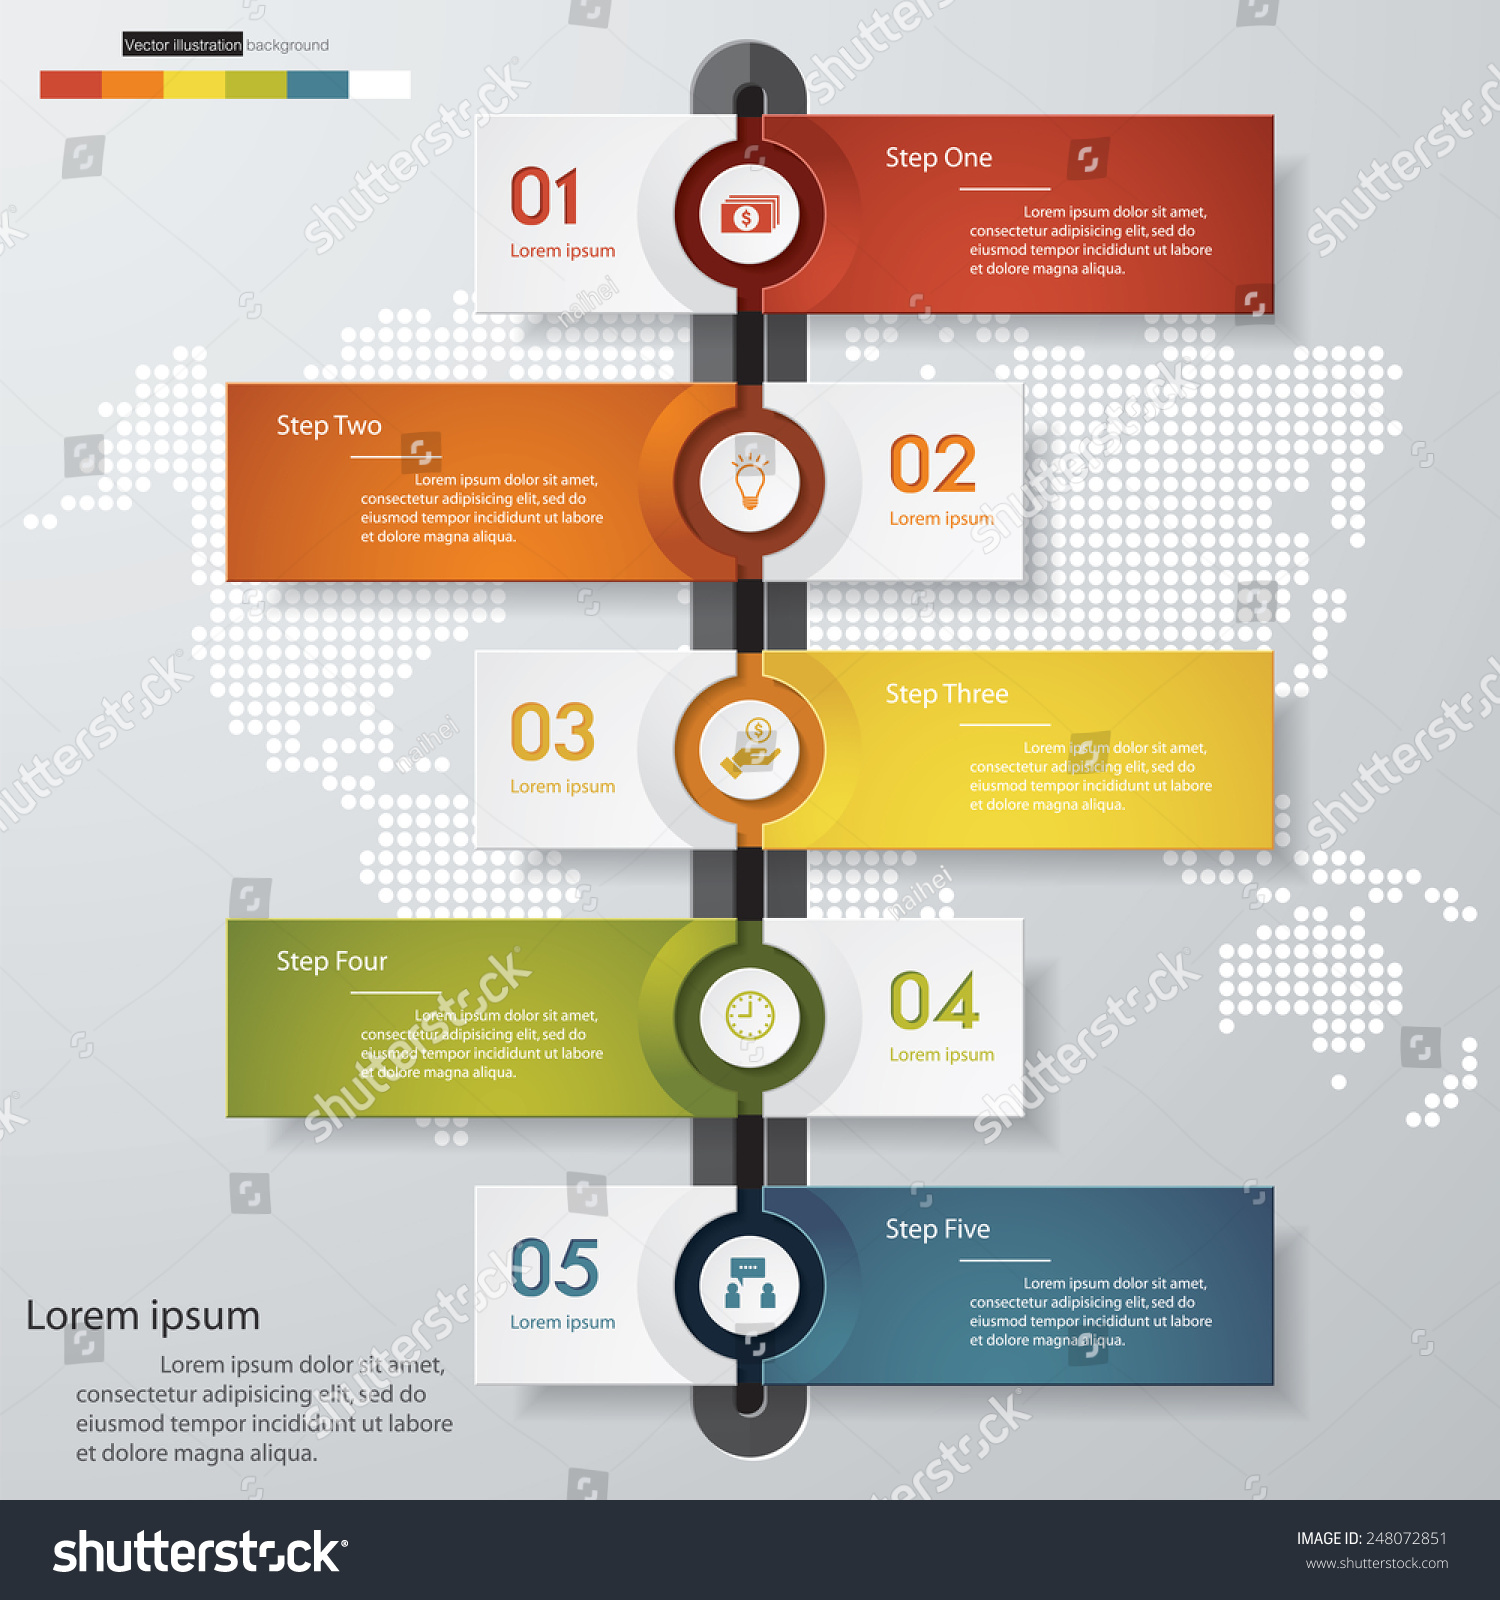 Vector illustration background
01
Lorem ipsum
Step One
Lorem ipsum dolor sit amet,
consectetur adipisicing elit, sed do
eiusmod tempor incididunt ut labore
et dolore magna aliqua.
Step Two
Lorem ipsum dolor sit amet,
consectetur adipisicing elit, sed do
eiusmod tempor incididunt ut labore
et dolore magna aliqua.
02
Lorem ipsum
03
Lorem ipsum
Step Three
Lorem ipsum dolor sit amet,
consectetur adipisicing elit, sed do
eiusmod tempor incididunt ut labore
et dolore magna aliqua.
Step Four
Lorem ipsum dolor sit amet,
consectetur adipisicing elit, sed do
eiusmod tempor incididunt ut labore
et dolore magna aliqua.
04
Lorem ipsum
05
Lorem ipsum
Step Five
Lorem ipsum dolor sit amet,
consectetur adipisicing elit, sed do
eiusmod tempor incididunt ut labore
et dolore magna aliqua.
Lorem ipsum
Lorem ipsum dolor sit amet,
consectetur adipisicing elit, sed do
eiusmod tempor incididunt ut labore
et dolore magna aliqua.
shutterstock
naihei
shutterstock
IMAGE ID: 248072851
www.shutterstock.com